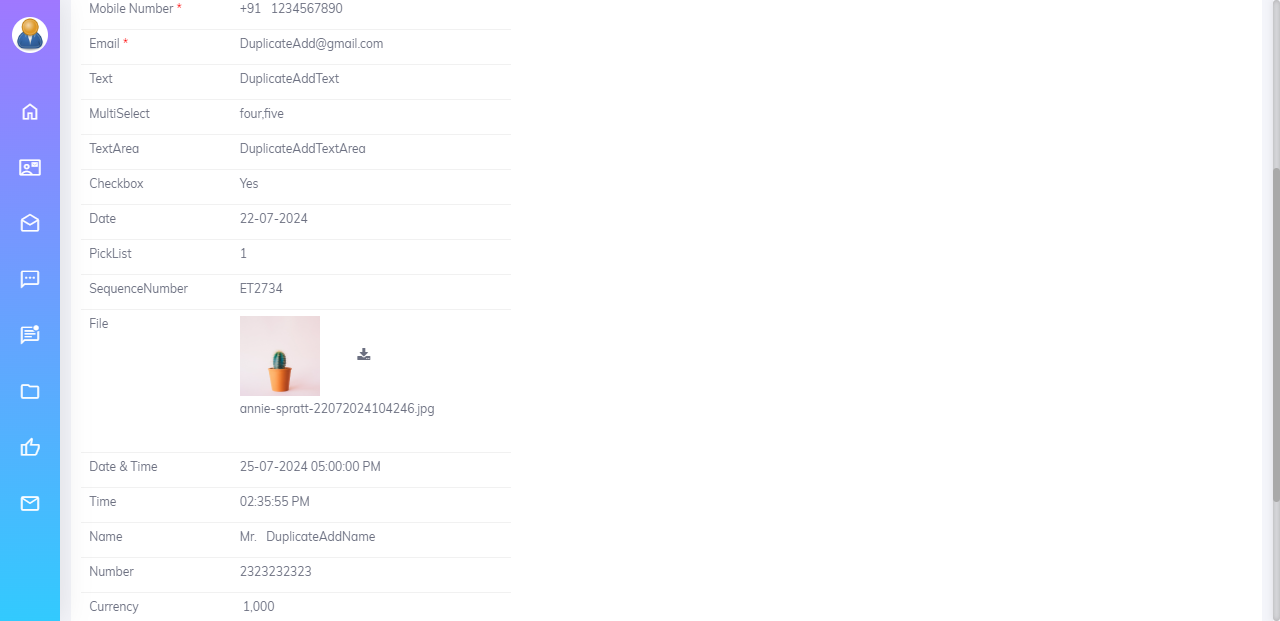 Mobile Number * +91 1234567890
Email * DuplicateAdd@gmail.com
Text DuplicateAddText
MultiSelect four,five
TextArea DuplicateAddTextArea
Checkbox Yes
Date 22-07-2024
PickList 1
SequenceNumber ET2734
File
annie-spratt-22072024104246.jpg
Date & Time 25-07-2024 05:00:00 PM
Time 02:35:55 PM
Name Mr. DuplicateAddName
Number 2323232323
Currency 1,000